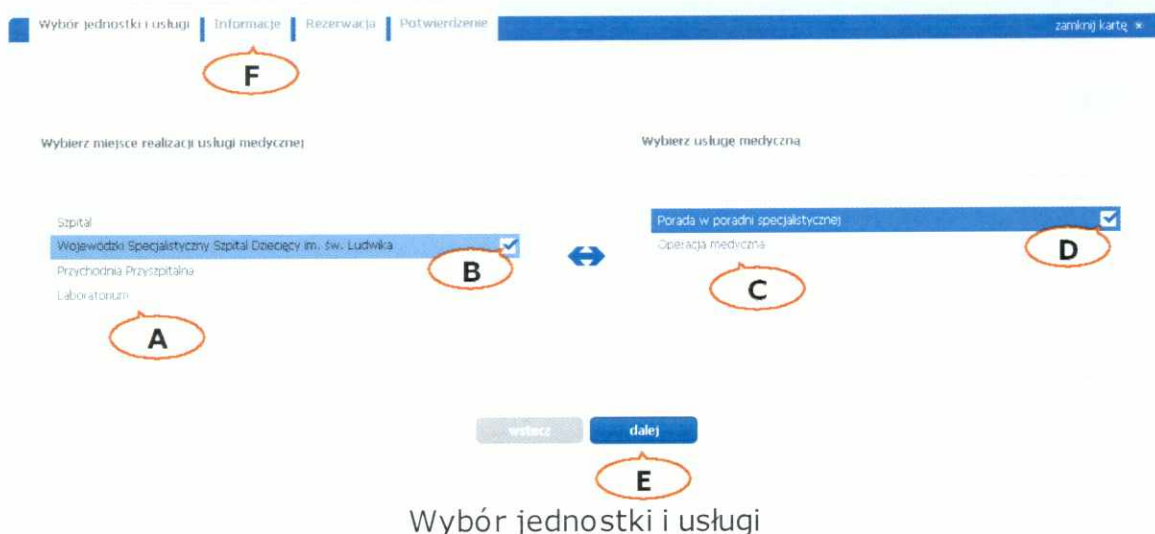 Wybór jednostki i usługi Informacje Rezerwacja Potwierdzenie zamknij kartę ×
F
Wybierz miejsce realizacji usługi medycznej Wybierz usługę medyczną
Szpital Porada w poradni specjalistycznej
Wojewódzki Specjalistyczny Szpital Dziecięcy im. św. Ludwika Operacja medyczna
B D
Przychodnia Przyszpitalna
C
Laboratorium
A
wstecz dalej
E
Wybór jednostki i usługi